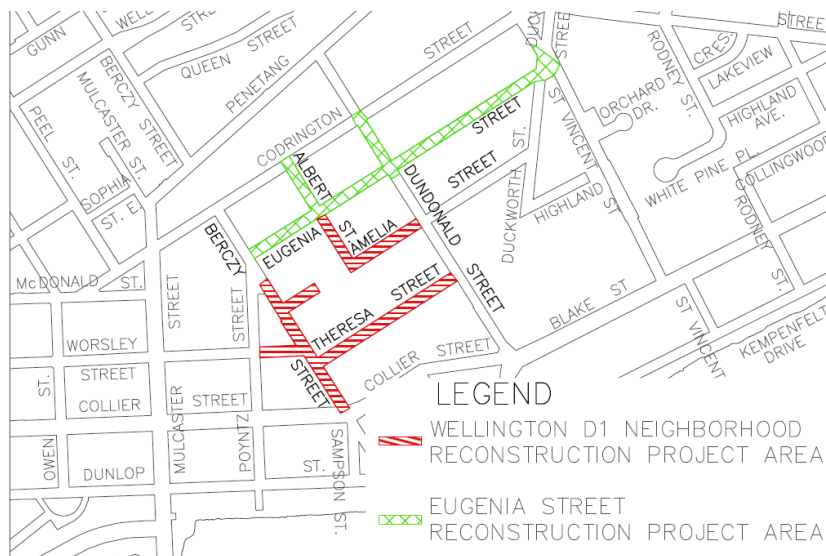 GUNN
WELL
QUEEN STREET
PENETANG
STREET
DUCK
STREET
STREET
RODNEY ST.
CRES.
LAKEVIEW
BERCZY STREET
MULCASTER ST.
PEEL ST.
SOPHIA
ST. E.
CODRINGTON
ALBERT
ST.
STREET
ORCHARD
DR.
HIGHLAND
AVE.
WHITE PINE PL.
COLLINGWOOD
ST VINCENT
STREET
DUNDONALD
STREET
STREET
DUCKWORTH ST.
HIGHLAND
RODNEY ST.
BERCZY
EUGENIA
AMELIA
McDONALD ST.
STREET
STREET
THERESA STREET
BLAKE ST
ST VINCENT
KEMPENFELT
DRIVE
WORSLEY
STREET
COLLIER STREET
STREET
COLLIER STREET
ST.
OWEN
MULCASTER
POYNTZ
DUNLOP ST.
SAMPSON ST.
LEGEND
WELLINGTON D1 NEIGHBORHOOD
RECONSTRUCTION PROJECT AREA
EUGENIA STREET
RECONSTRUCTION PROJECT AREA